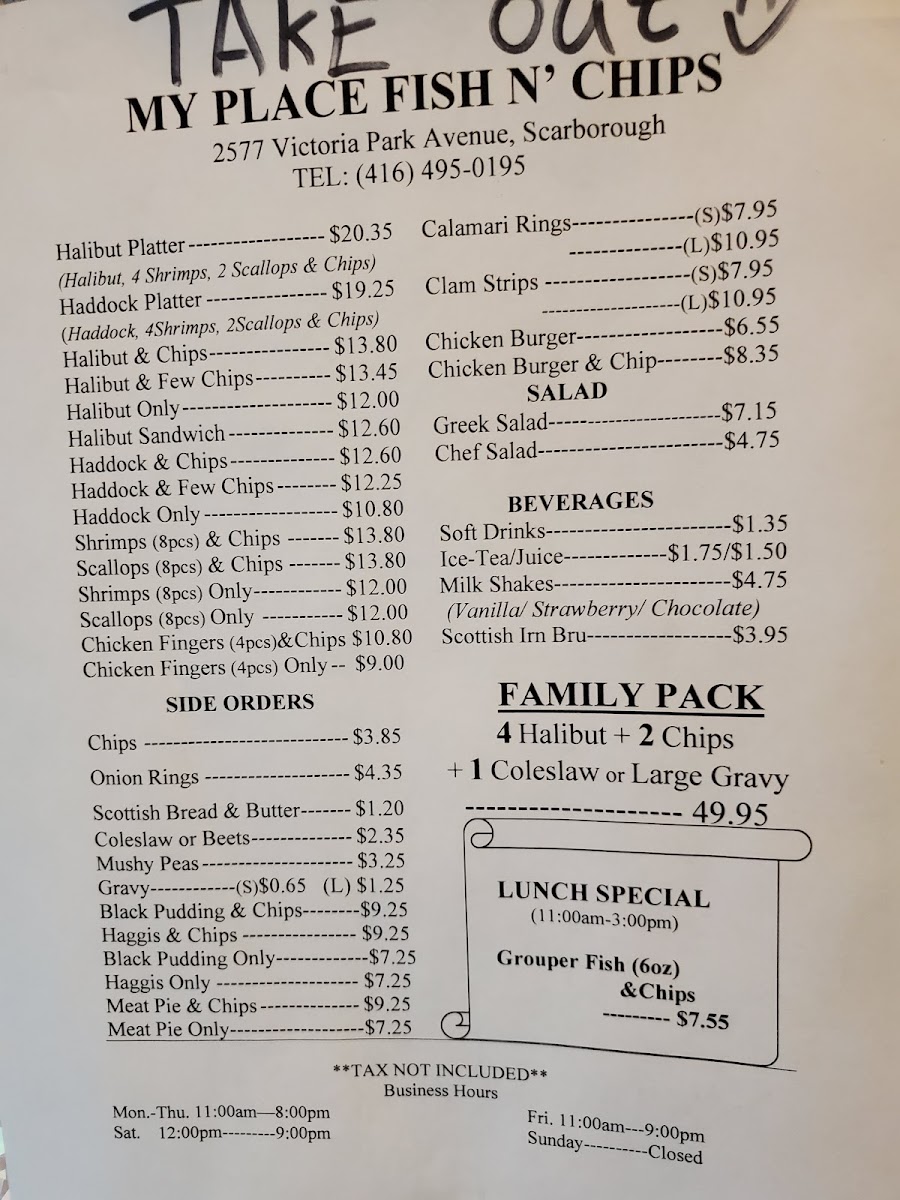 TAKE OUT
MY PLACE FISH N' CHIPS
2577 Victoria Park Avenue, Scarborough
TEL: (416) 495-0195
Halibut Platter ------------------- $20.35
(Halibut, 4 Shrimps, 2 Scallops & Chips)
Haddock Platter ----------------- $19.25
(Haddock, 4Shrimps, 2Scallops & Chips)
Halibut & Chips----------------- $13.80
Halibut & Few Chips----------- $13.45
Halibut Only--------------------- $12.00
Halibut Sandwich --------------- $12.60
Haddock & Chips--------------- $12.60
Haddock & Few Chips-------- $12.25
Haddock Only ------------------- $10.80
Shrimps (8pcs) & Chips ------- $13.80
Scallops (8pcs) & Chips ------- $13.80
Shrimps (8pcs) Only------------ $12.00
Scallops (8pcs) Only ----------- $12.00
Chicken Fingers (4pcs)&Chips $10.80
Chicken Fingers (4pcs) Only -- $9.00
SIDE ORDERS
Chips ----------------------------- $3.85
Onion Rings --------------------- $4.35
Scottish Bread & Butter------- $1.20
Coleslaw or Beets-------------- $2.35
Mushy Peas --------------------- $3.25
Gravy------------(S)$0.65 (L) $1.25
Black Pudding & Chips--------$9.25
Haggis & Chips ---------------- $9.25
Black Pudding Only-------------$7.25
Haggis Only -------------------- $7.25
Meat Pie & Chips -------------- $9.25
Meat Pie Only-------------------$7.25
Calamari Rings-----------------(S)$7.95
----------------(L)$10.95
Clam Strips --------------------(S)$7.95
--------------------(L)$10.95
Chicken Burger---------------------$6.55
Chicken Burger & Chip---------$8.35
SALAD
Greek Salad-------------------------$7.15
Chef Salad---------------------------$4.75
BEVERAGES
Soft Drinks---------------------------$1.35
Ice-Tea/Juice---------------$1.75/$1.50
Milk Shakes--------------------------$4.75
(Vanilla/ Strawberry/ Chocolate)
Scottish Irn Bru---------------------$3.95
FAMILY PACK
4 Halibut + 2 Chips
+ 1 Coleslaw or Large Gravy
--------------------- 49.95
LUNCH SPECIAL
(11:00am-3:00pm)
Grouper Fish (6oz)
&Chips
--------- $7.55
**TAX NOT INCLUDED**
Business Hours
Mon.-Thu. 11:00am—8:00pm
Sat. 12:00pm---------9:00pm
Fri. 11:00am---9:00pm
Sunday----------Closed